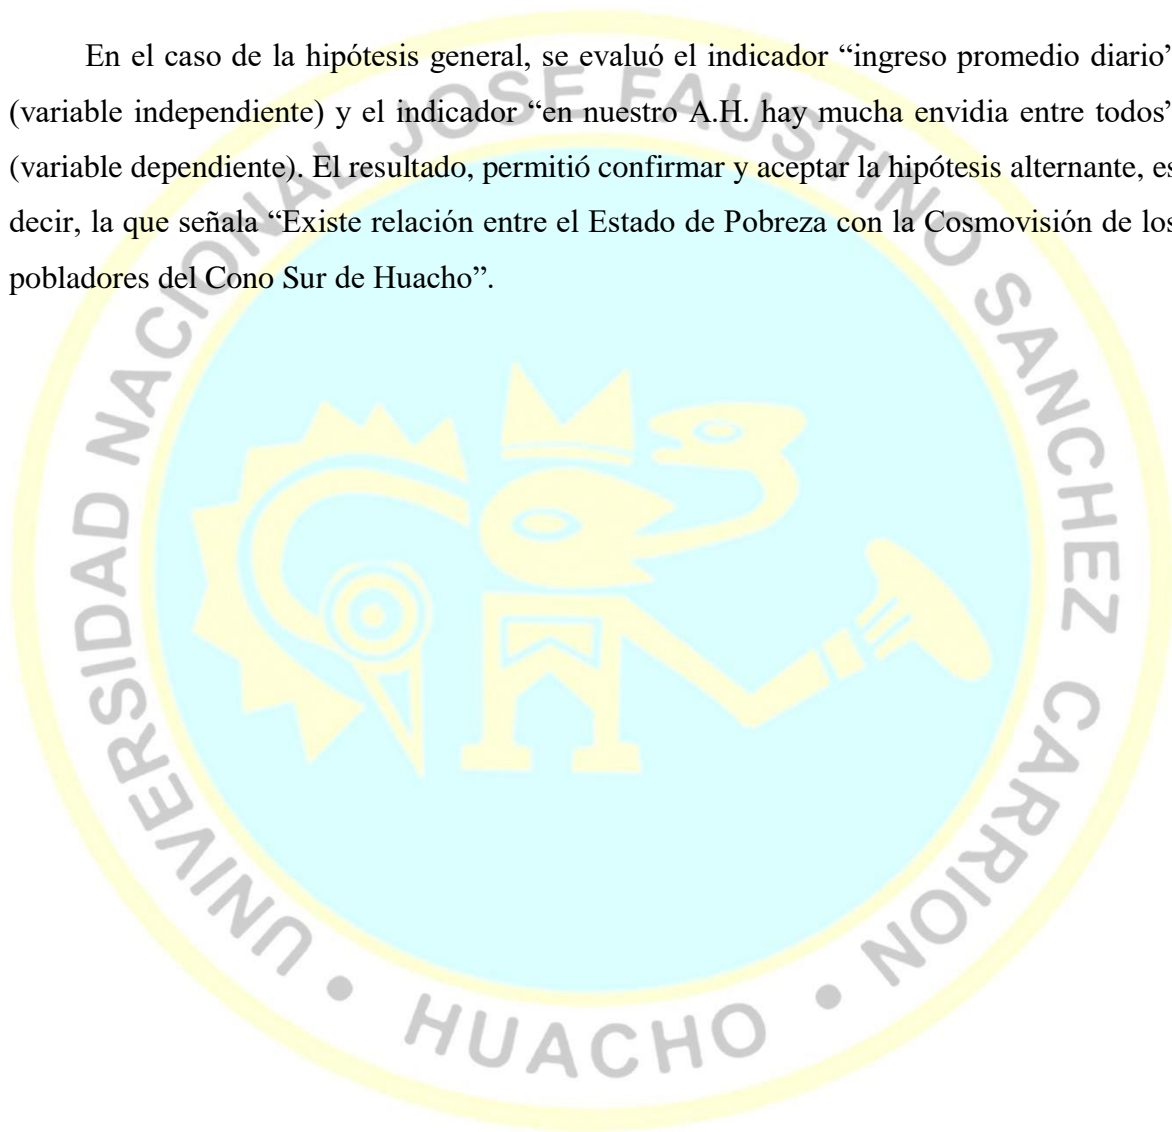 En el caso de la hipótesis general, se evaluó el indicador “ingreso promedio diario”
(variable independiente) y el indicador “en nuestro A.H. hay mucha envidia entre todos”
(variable dependiente). El resultado, permitió confirmar y aceptar la hipótesis alternante, es
decir, la que señala “Existe relación entre el Estado de Pobreza con la Cosmovisión de los
pobladores del Cono Sur de Huacho”.
UNIVERSIDAD NACIONAL JOSE FAUSTINO SANCHEZ CARRION • HUACHO •